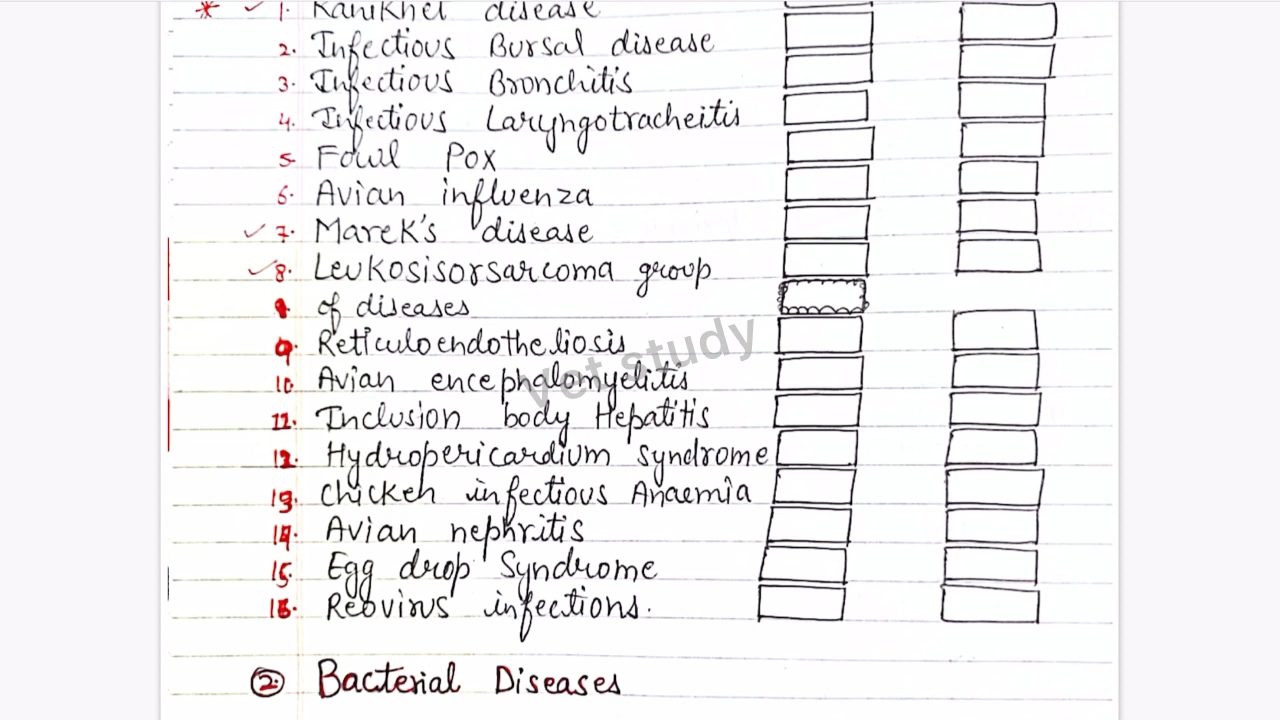 * ✓ 1. Ranikhet disease
2. Infectious Bursal disease
3. Infectious Bronchitis
4. Infectious Laryngotracheitis
5. Fowl Pox
6. Avian influenza
✓ 7. Marek's disease
✓ 8. Leukosisorsarcoma group
of diseases
9. Reticuloendotheliosis
10. Avian encephalomyelitis
11. Inclusion body Hepatitis
12. Hydropericardium Syndrome
13. Chicken infectious Anaemia
14. Avian nephritis
15. Egg drop Syndrome
16. Reovirus infections.
② Bacterial Diseases
Vet study